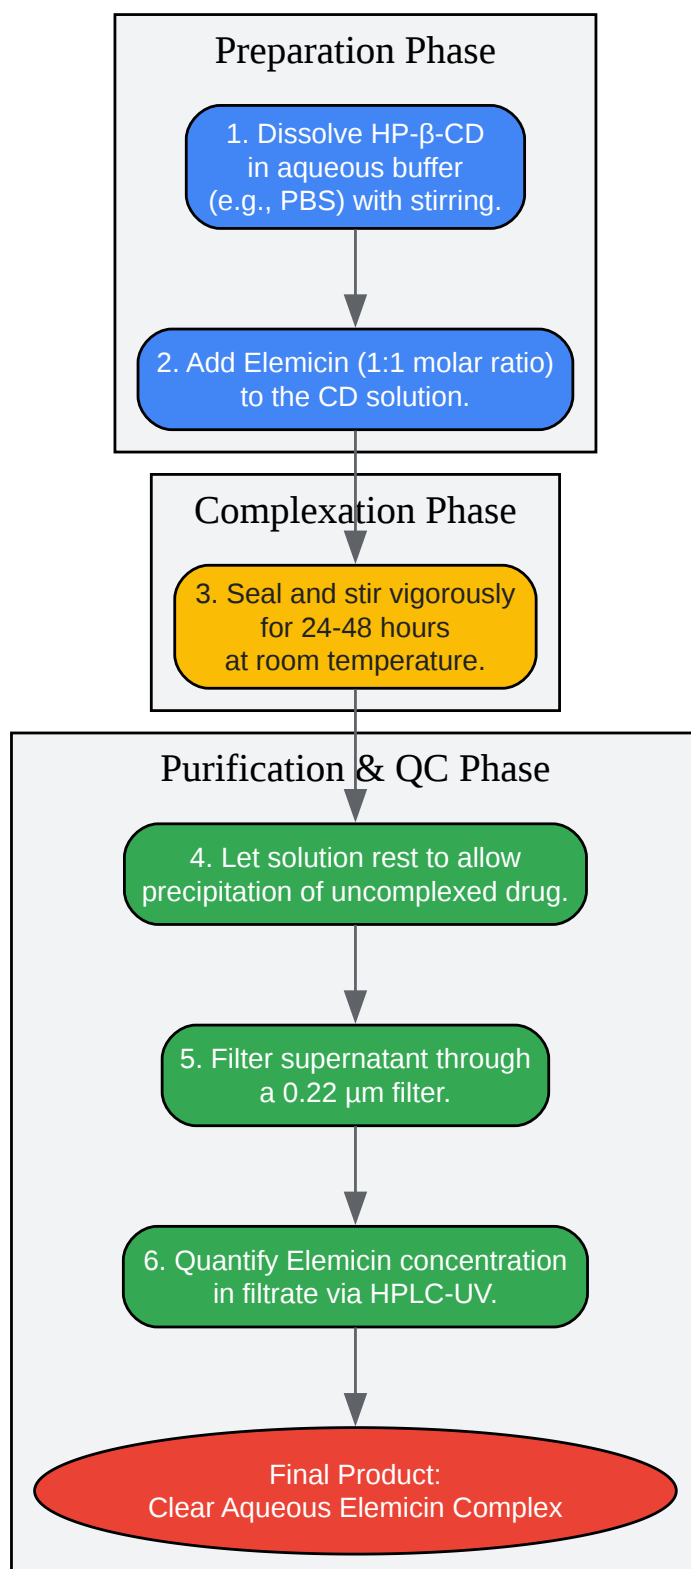 Preparation Phase
1. Dissolve HP-β-CD
in aqueous buffer
(e.g., PBS) with stirring.
2. Add Elemicin (1:1 molar ratio)
to the CD solution.
Complexation Phase
3. Seal and stir vigorously
for 24-48 hours
at room temperature.
Purification & QC Phase
4. Let solution rest to allow
precipitation of uncomplexed drug.
5. Filter supernatant through
a 0.22 µm filter.
6. Quantify Elemicin concentration
in filtrate via HPLC-UV.
Final Product:
Clear Aqueous Elemicin Complex